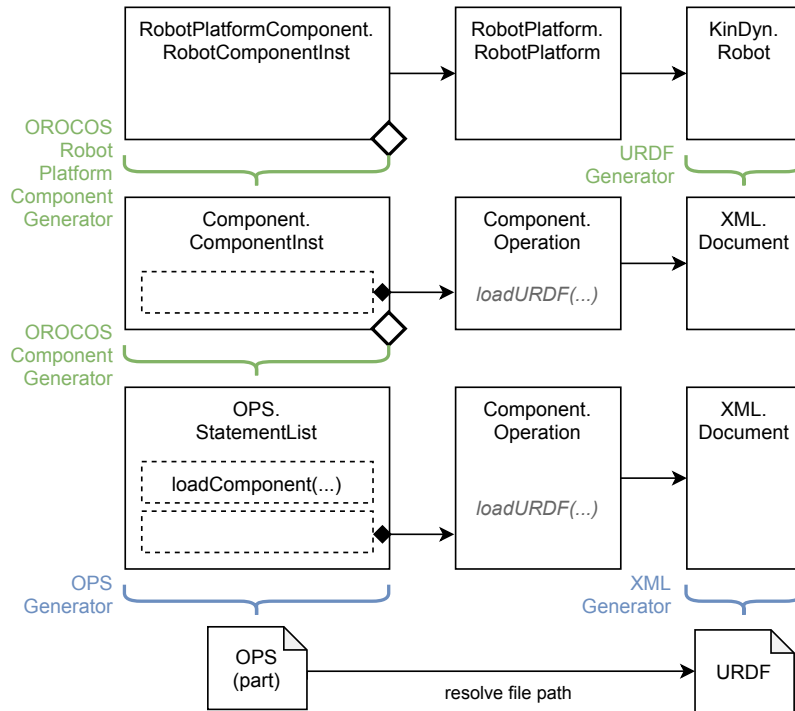 RobotPlatformComponent.
RobotComponentInst
RobotPlatform.
RobotPlatform
KinDyn.
Robot
OROCOS
Robot
Platform
Component
Generator
URDF
Generator
Component.
ComponentInst
Component.
Operation
loadURDF(...)
XML.
Document
OROCOS
Component
Generator
OPS.
StatementList
loadComponent(...)
Component.
Operation
loadURDF(...)
XML.
Document
OPS
Generator
XML
Generator
OPS
(part)
resolve file path
URDF